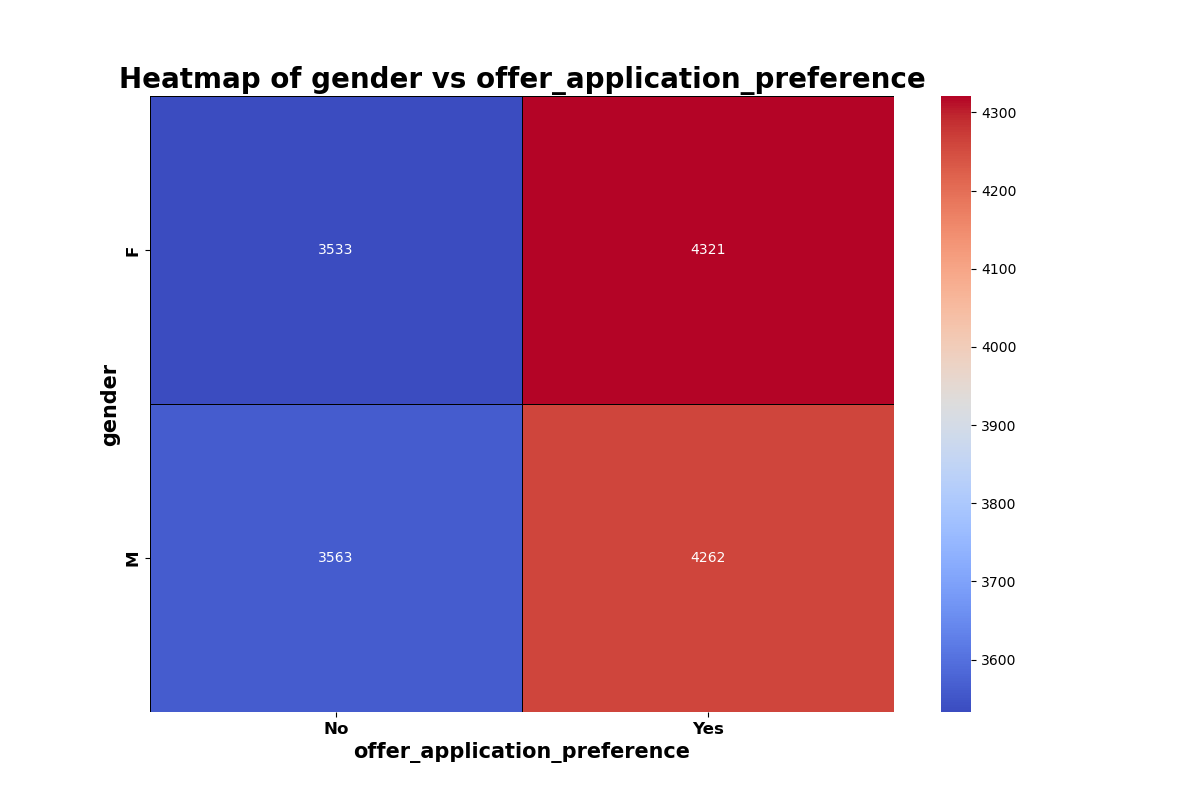 Heatmap of gender vs offer_application_preference
4300
4200
4100
4000
3900
3800
3700
3600
F
3533
4321
gender
M
3563
4262
No
Yes
offer_application_preference